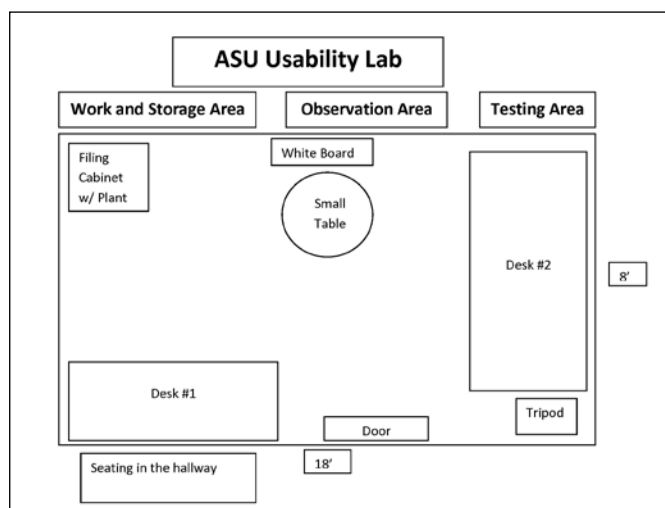 ASU Usability Lab
Work and Storage Area
Observation Area
Testing Area
Filing
Cabinet
w/ Plant
White Board
Small
Table
Desk #2
8'
Desk #1
Tripod
Door
Seating in the hallway
18'